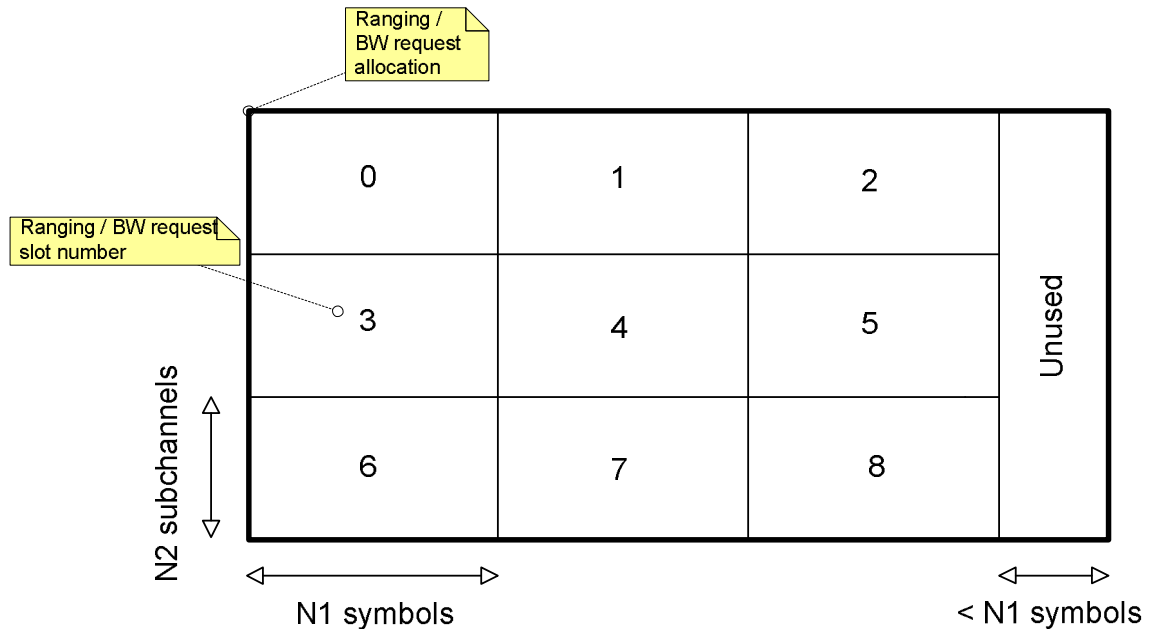 Ranging /
BW request
allocation
0
1
2
Ranging / BW request
slot number
3
4
5
Unused
N2 subchannels
6
7
8
N1 symbols
< N1 symbols